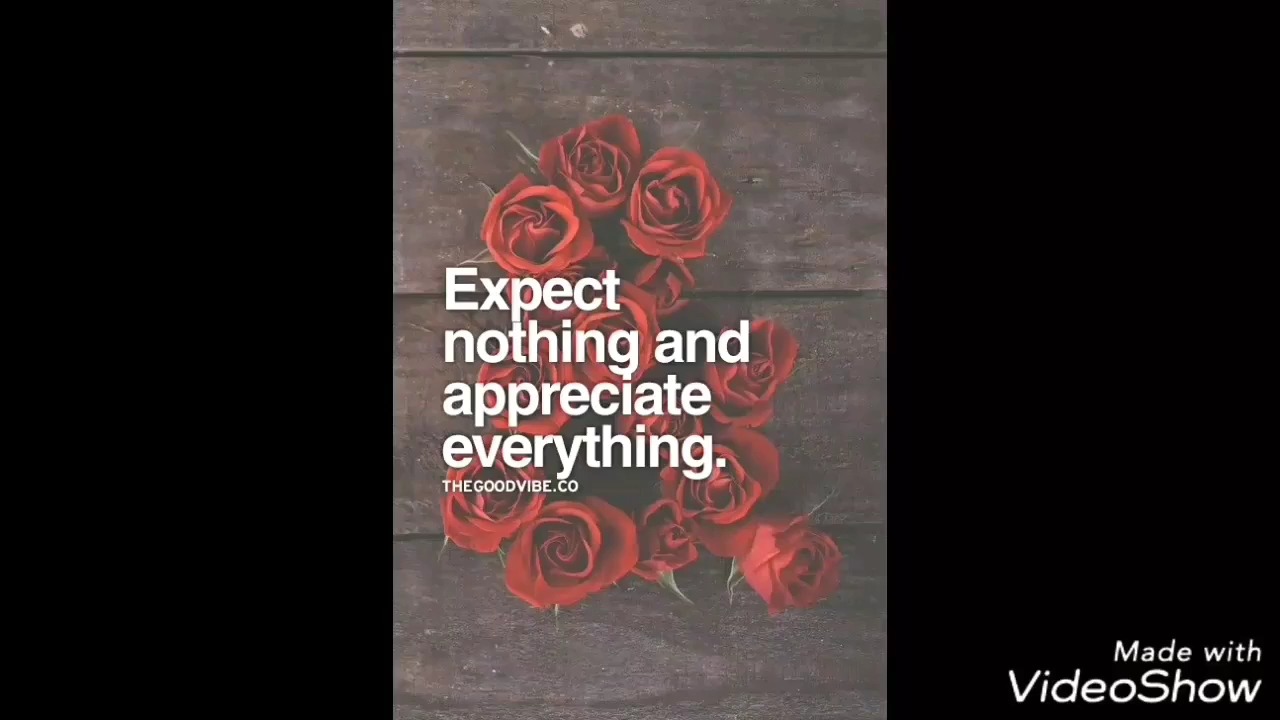 Expect
nothing and
appreciate
everything.
THEGOODVIBE.CO
Made with
VideoShow